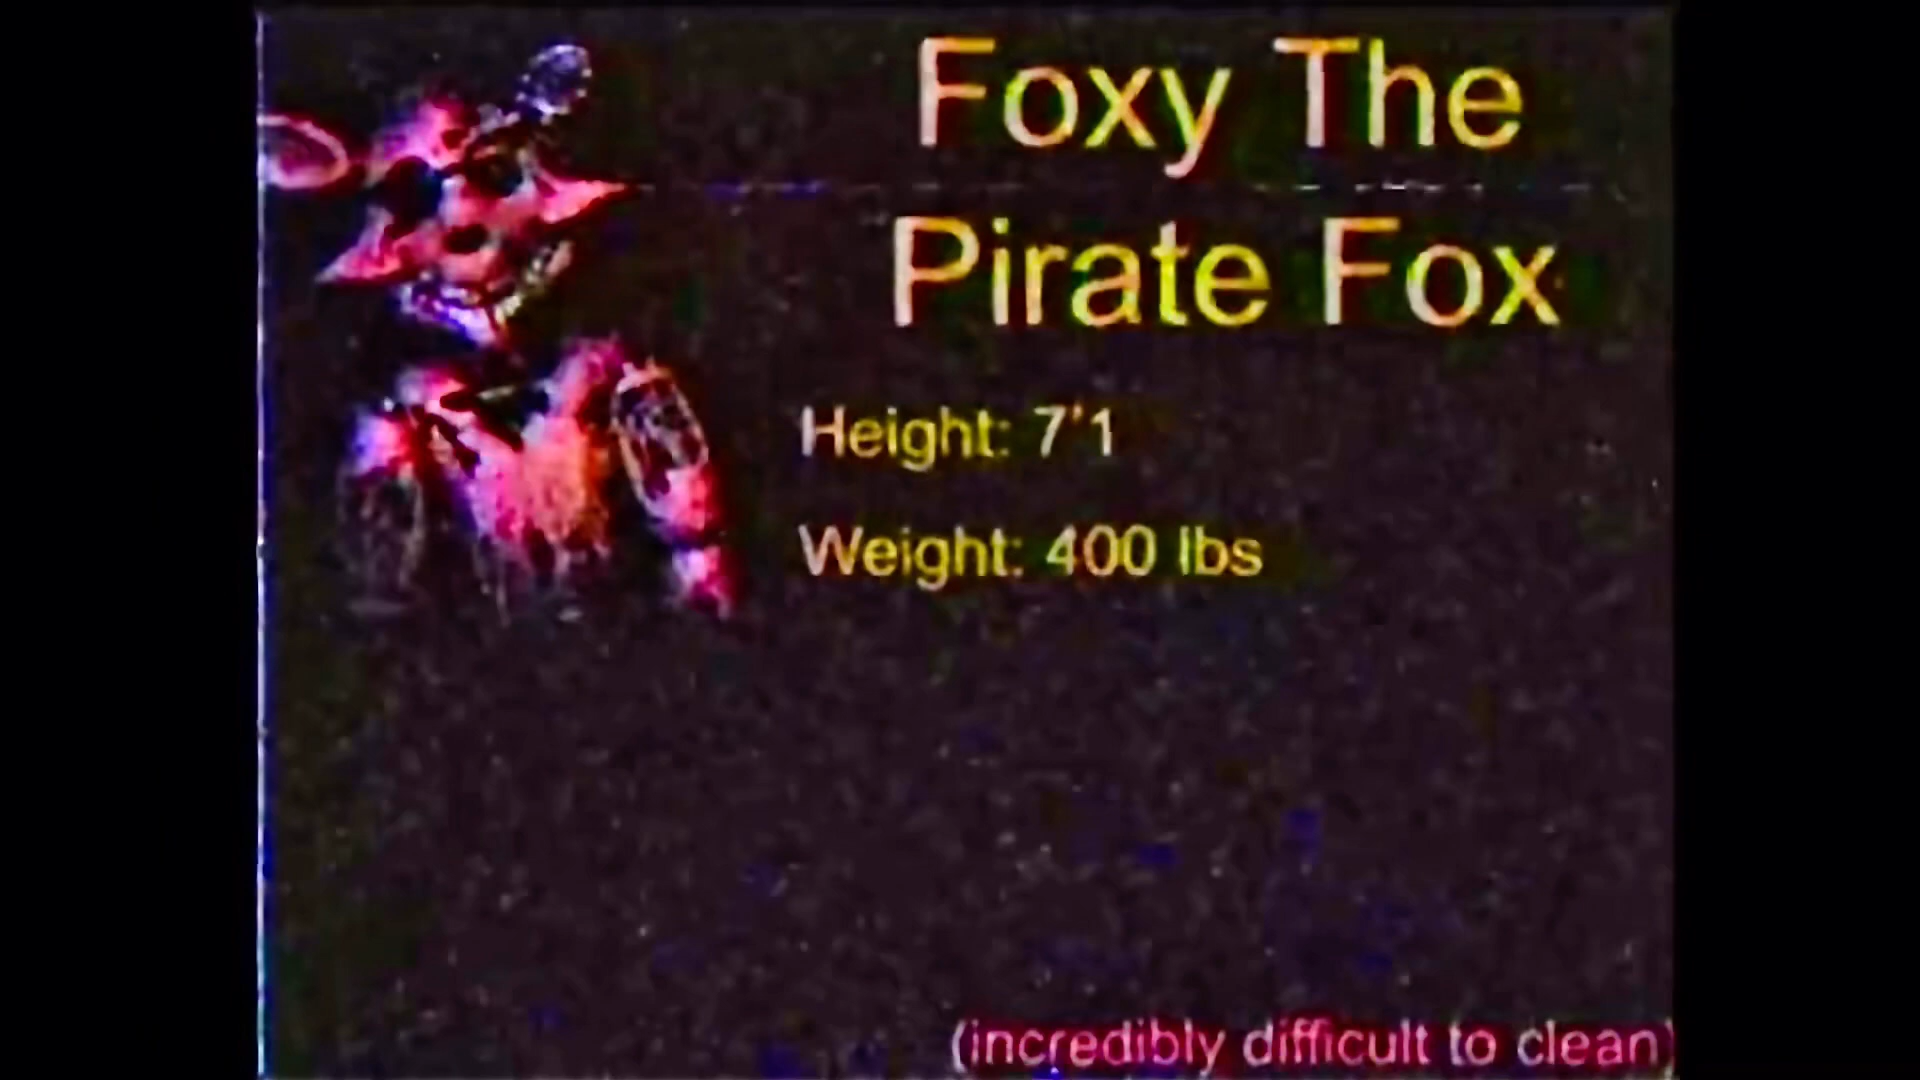 Foxy The
Pirate Fox
Height: 7'1
Weight: 400 lbs
(incredibly difficult to clean)